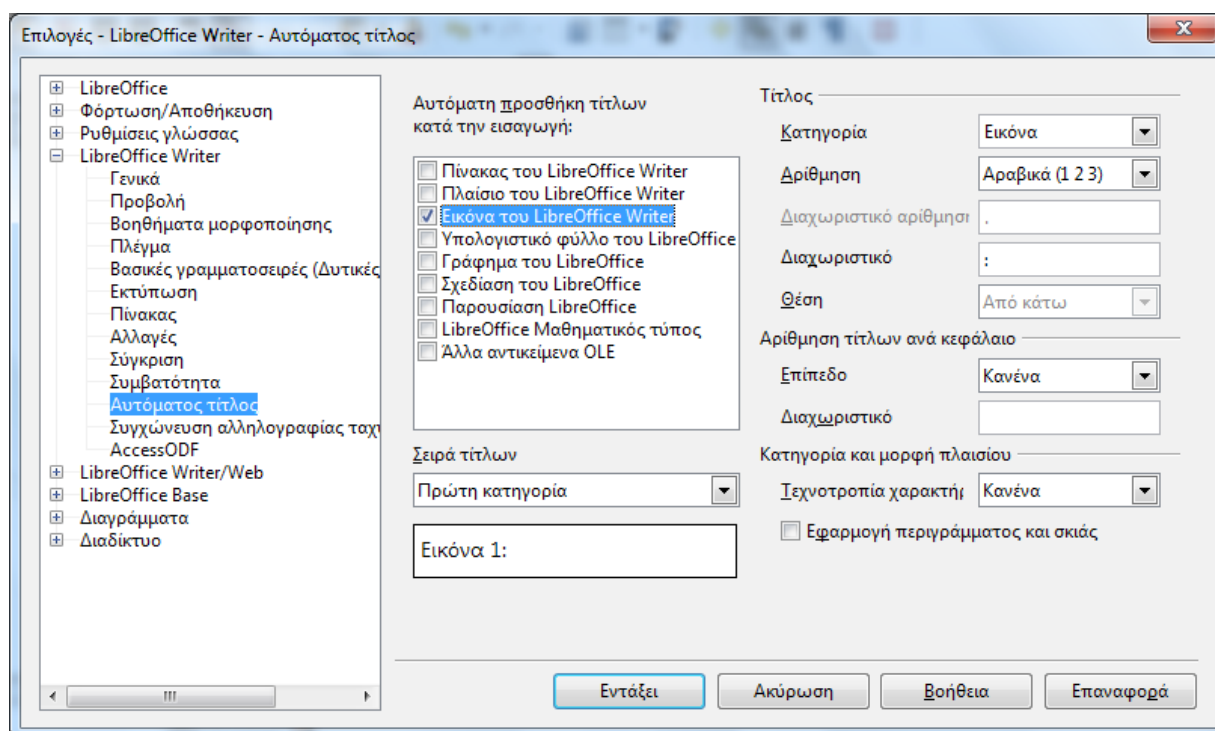 Επιλογές - LibreOffice Writer - Αυτόματος τίτλος
LibreOffice
Φόρτωση/Αποθήκευση
Ρυθμίσεις γλώσσας
LibreOffice Writer
Γενικά
Προβολή
Βοηθήματα μορφοποίησης
Πλέγμα
Βασικές γραμματοσειρές (Δυτικές
Εκτύπωση
Πίνακας
Αλλαγές
Σύγκριση
Συμβατότητα
Αυτόματος τίτλος
Συγχώνευση αλληλογραφίας ταχυ
AccessODF
LibreOffice Writer/Web
LibreOffice Base
Διαγράμματα
Διαδίκτυο
Αυτόματη προσθήκη τίτλων
κατά την εισαγωγή:
Πίνακας του LibreOffice Writer
Πλαίσιο του LibreOffice Writer
Εικόνα του LibreOffice Writer
Υπολογιστικό φύλλο του LibreOffice
Γράφημα του LibreOffice
Σχεδίαση του LibreOffice
Παρουσίαση LibreOffice
LibreOffice Μαθηματικός τύπος
Άλλα αντικείμενα OLE
Σειρά τίτλων
Πρώτη κατηγορία
Εικόνα 1:
Τίτλος
Κατηγορία Εικόνα
Αρίθμηση Αραβικά (1 2 3)
Διαχωριστικό αρίθμησ .
Διαχωριστικό :
Θέση Από κάτω
Αρίθμηση τίτλων ανά κεφάλαιο
Επίπεδο Κανένα
Διαχωριστικό
Κατηγορία και μορφή πλαισίου
Τεχνοτροπία χαρακτήρ Κανένα
Εφαρμογή περιγράμματος και σκιάς
Εντάξει Ακύρωση Βοήθεια Επαναφορά